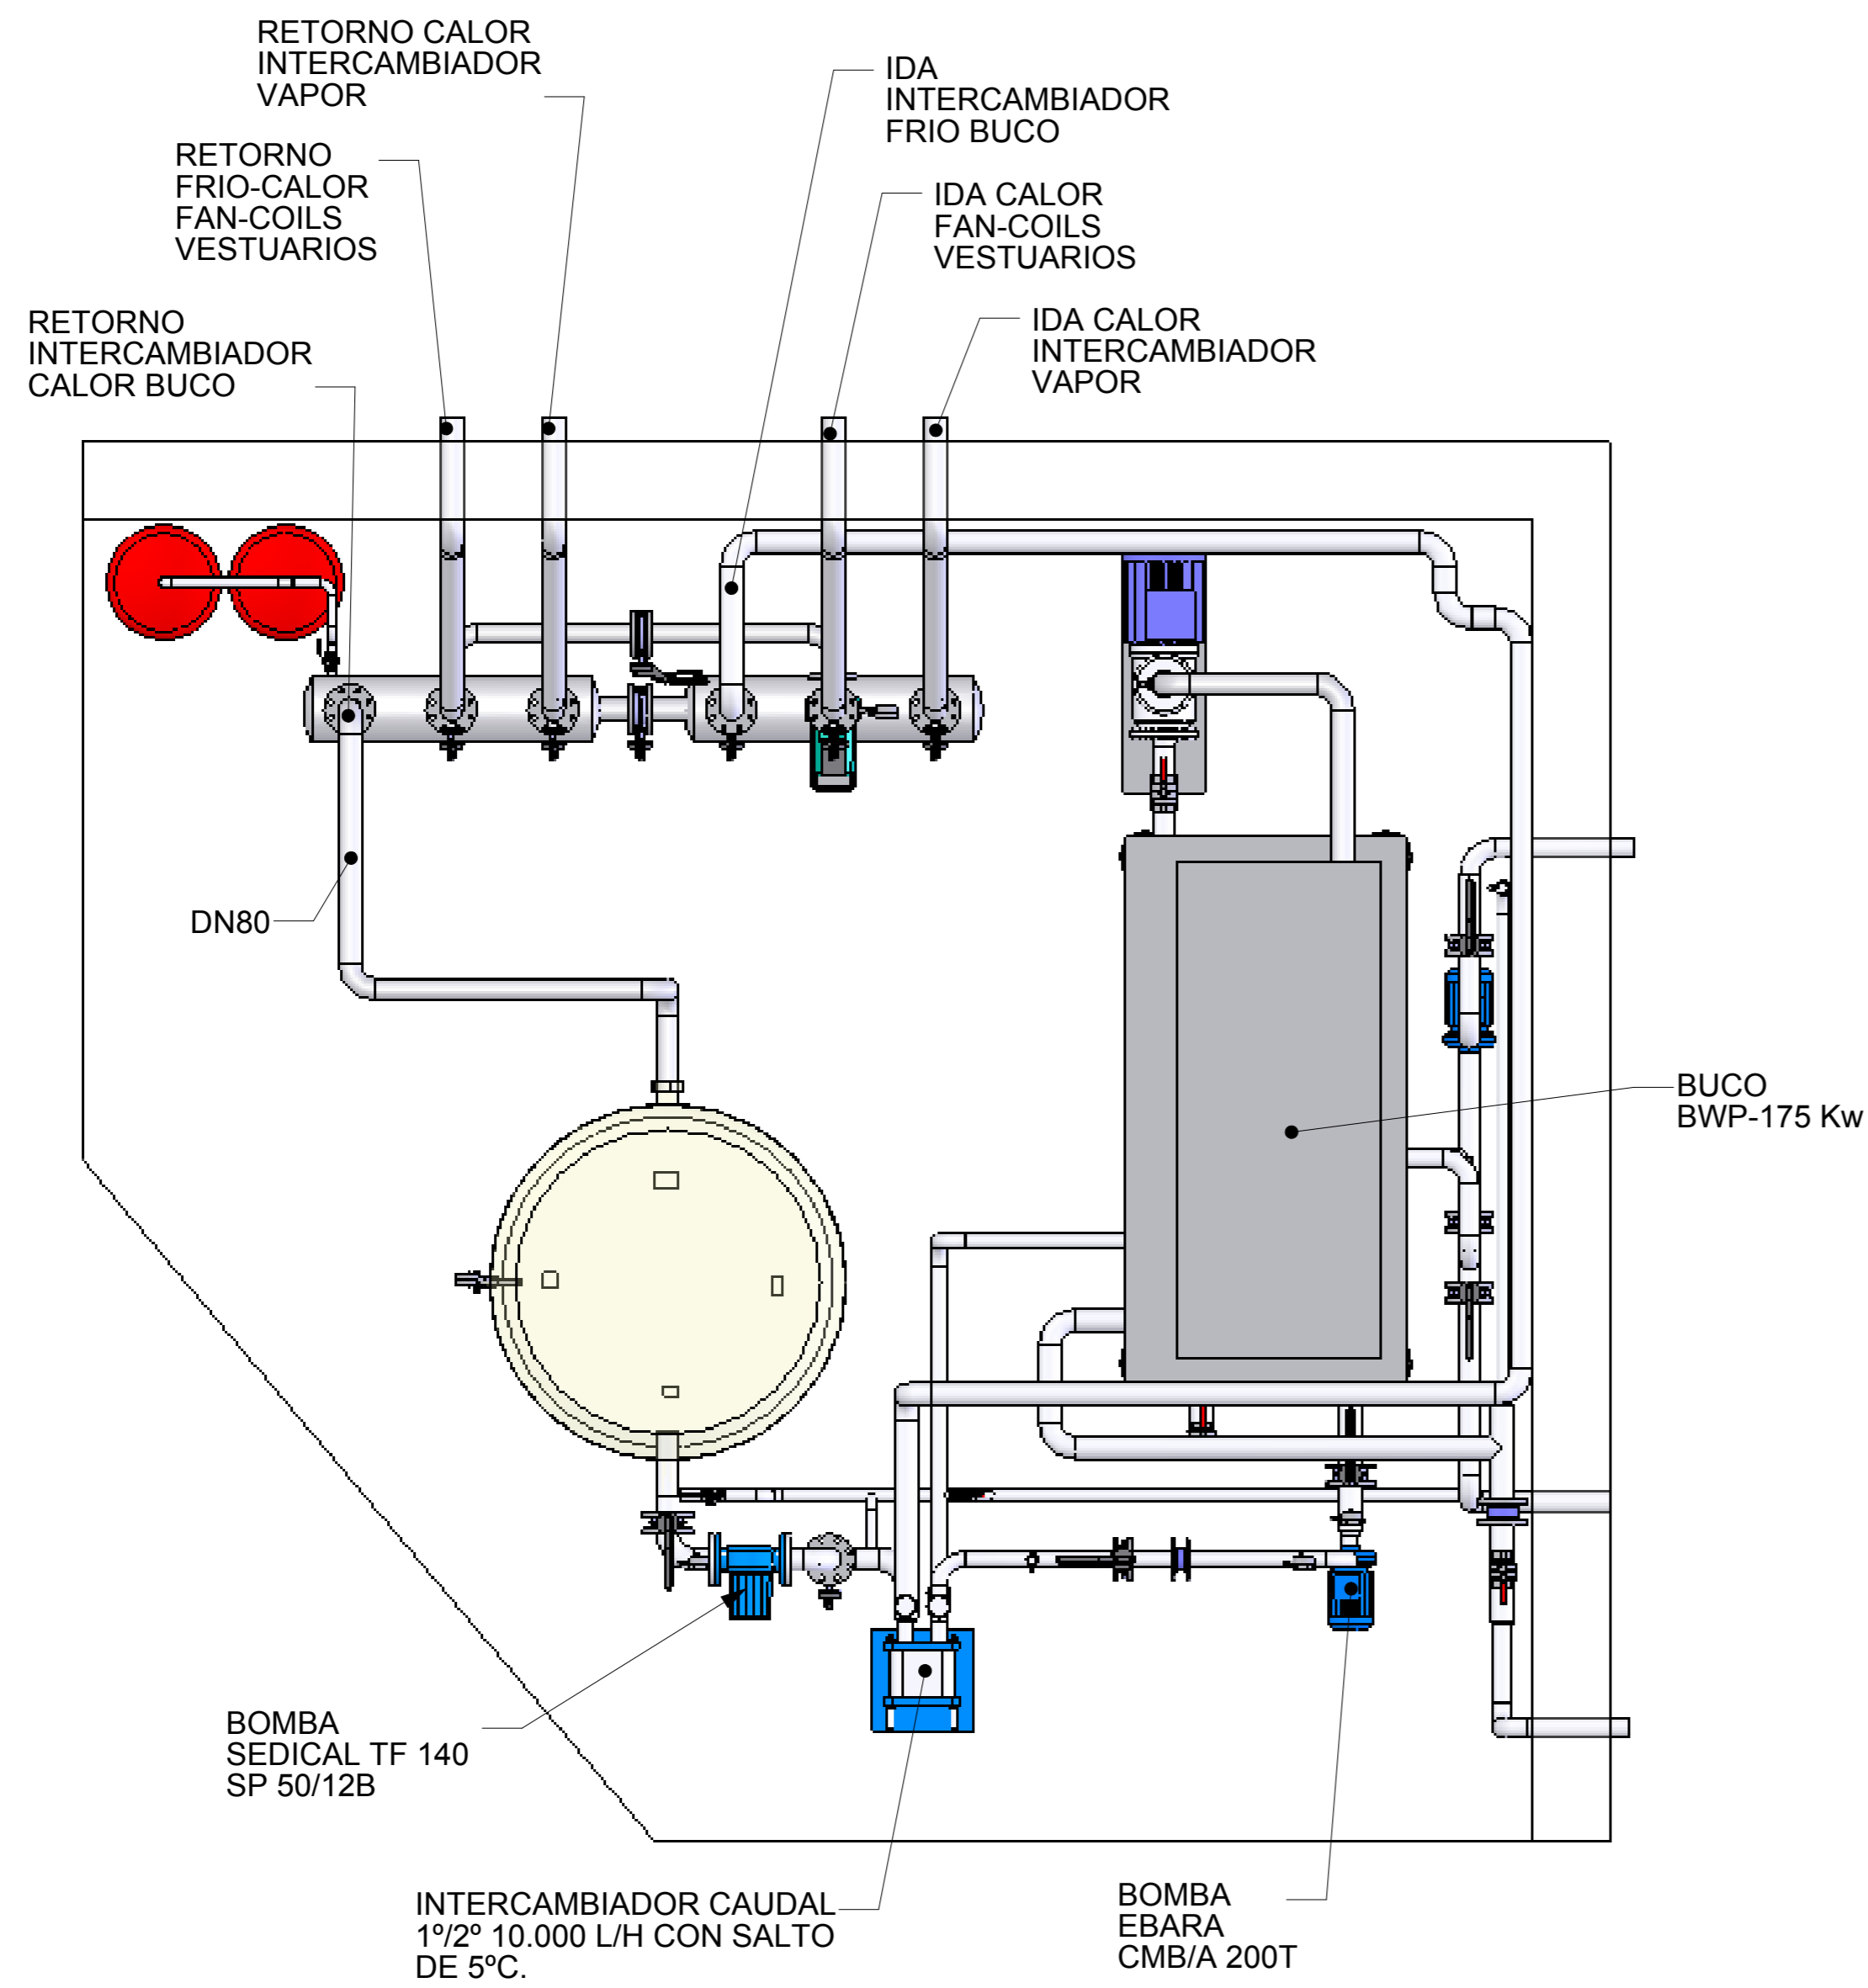 RETORNO CALOR
INTERCAMBIADOR
VAPOR
IDA
INTERCAMBIADOR
FRIO BUCO
RETORNO
FRIO-CALOR
FAN-COILS
VESTUARIOS
IDA CALOR
FAN-COILS
VESTUARIOS
RETORNO
INTERCAMBIADOR
CALOR BUCO
IDA CALOR
INTERCAMBIADOR
VAPOR
DN80
BUCO
BWP-175 Kw
BOMBA
SEDICAL TF 140
SP 50/12B
INTERCAMBIADOR CAUDAL
1º/2º 10.000 L/H CON SALTO
DE 5ºC.
BOMBA
EBARA
CMB/A 200T